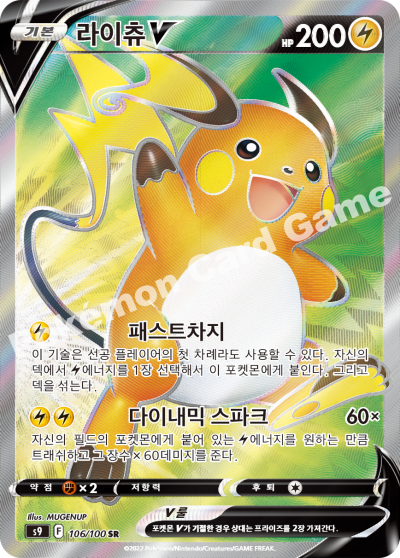 기본 라이츄V HP200
Pokémon Card Game
패스트차지
이 기술은 선공 플레이어의 첫 차례라도 사용할 수 있다. 자신의
덱에서 에너지를 1장 선택해서 이 포켓몬에게 붙인다. 그리고
덱을 섞는다.
다이내믹 스파크 60×
자신의 필드의 포켓몬에게 붙어 있는 에너지를 원하는 만큼
트래쉬하고 그 장수×60데미지를 준다.
약점 ×2 저항력 후퇴
Illus. MUGENUP
V룰
s9 F 106/100 SR
포켓몬 V가 기절한 경우 상대는 프라이즈를 2장 가져간다.
©2022 Pokémon/Nintendo/Creatures/GAME FREAK.